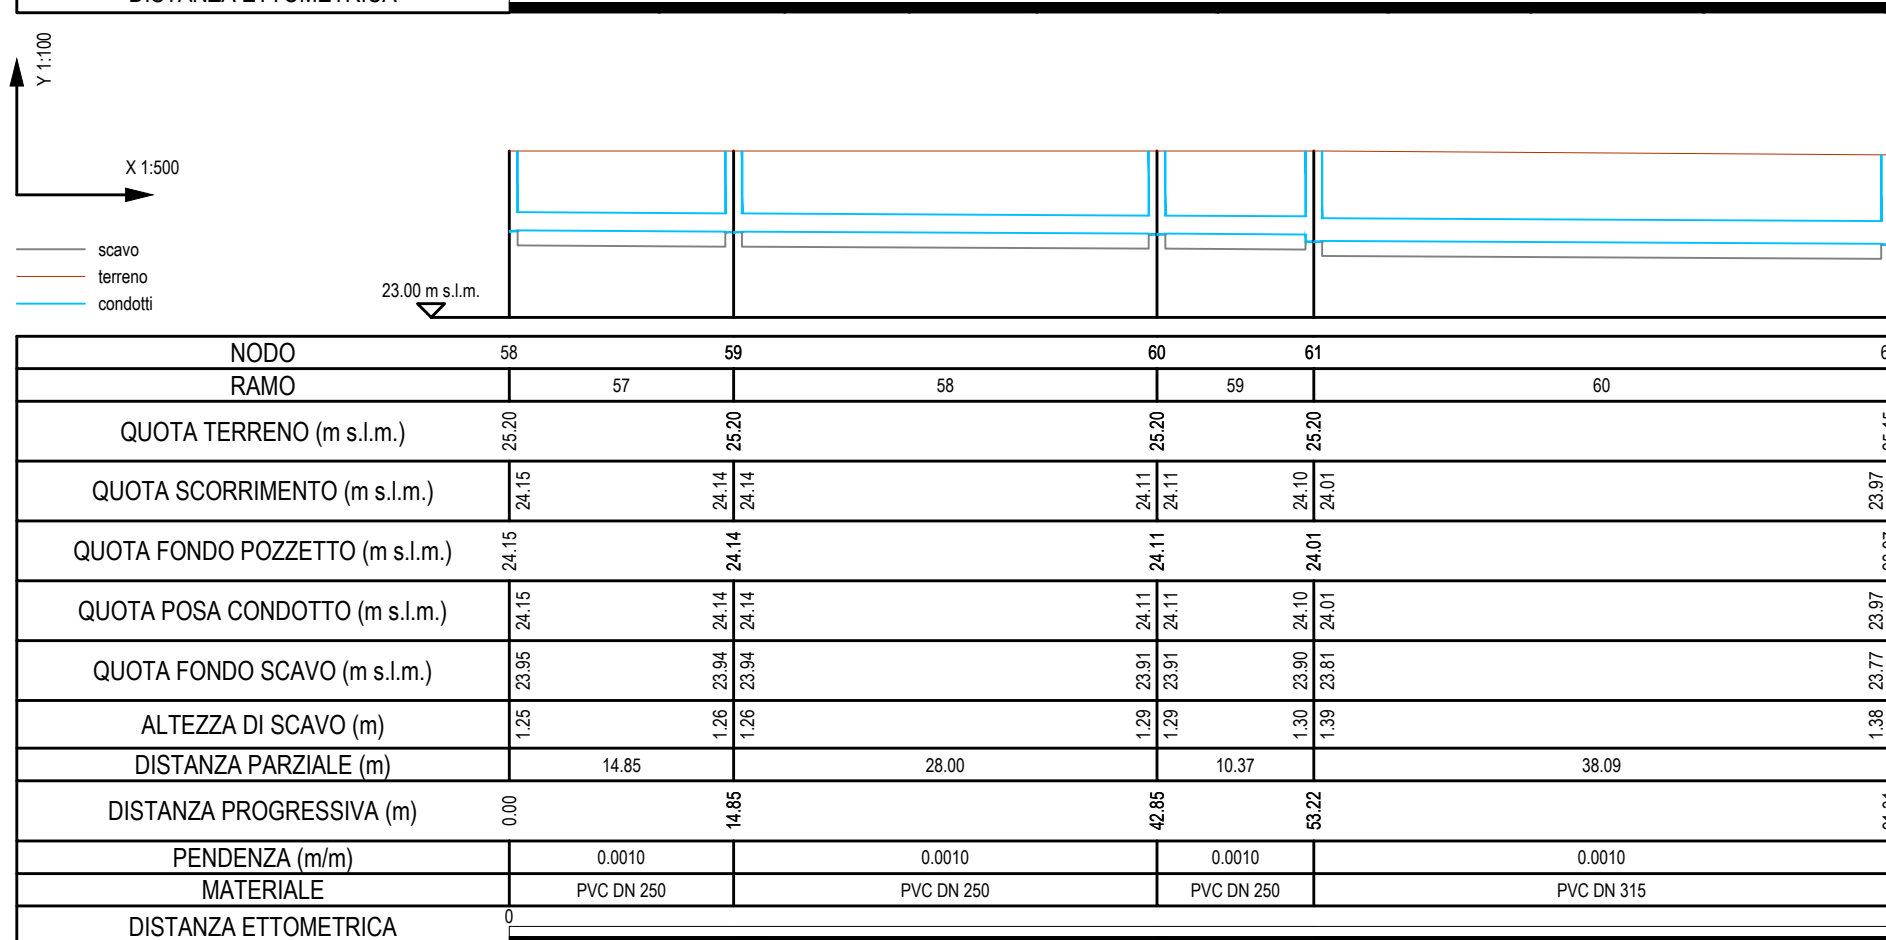 DISTANZA ETTOMETRICA
Y 1:100
X 1:500
scavo
terreno
condotti
23.00 m s.l.m.
NODO 58 59 60 61
RAMO 57 58 59 60
QUOTA TERRENO (m s.l.m.) 25.20 25.20 25.20 25.20
QUOTA SCORRIMENTO (m s.l.m.) 24.15 24.14 24.14 24.11 24.11 24.10 24.01 23.97
QUOTA FONDO POZZETTO (m s.l.m.) 24.15 24.14 24.11 24.01
QUOTA POSA CONDOTTO (m s.l.m.) 24.15 24.14 24.14 24.11 24.11 24.10 24.01 23.97
QUOTA FONDO SCAVO (m s.l.m.) 23.95 23.94 23.94 23.91 23.91 23.90 23.81 23.77
ALTEZZA DI SCAVO (m) 1.25 1.26 1.26 1.29 1.29 1.30 1.39 1.38
DISTANZA PARZIALE (m) 14.85 28.00 10.37 38.09
DISTANZA PROGRESSIVA (m) 0.00 14.85 42.85 53.22
PENDENZA (m/m) 0.0010 0.0010 0.0010 0.0010
MATERIALE PVC DN 250 PVC DN 250 PVC DN 250 PVC DN 315
DISTANZA ETTOMETRICA 0